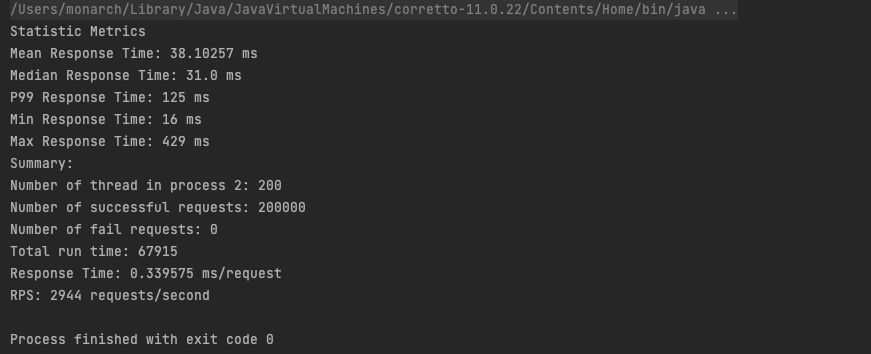 /Users/monarch/Library/Java/JavaVirtualMachines/corretto-11.0.22/Contents/Home/bin/java ...
Statistic Metrics
Mean Response Time: 38.10257 ms
Median Response Time: 31.0 ms
P99 Response Time: 125 ms
Min Response Time: 16 ms
Max Response Time: 429 ms
Summary:
Number of thread in process 2: 200
Number of successful requests: 200000
Number of fail requests: 0
Total run time: 67915
Response Time: 0.339575 ms/request
RPS: 2944 requests/second
Process finished with exit code 0